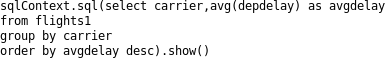 sqlContext.sql(select carrier,avg(depdelay) as avgdelay
from flights1
group by carrier
order by avgdelay desc).show()